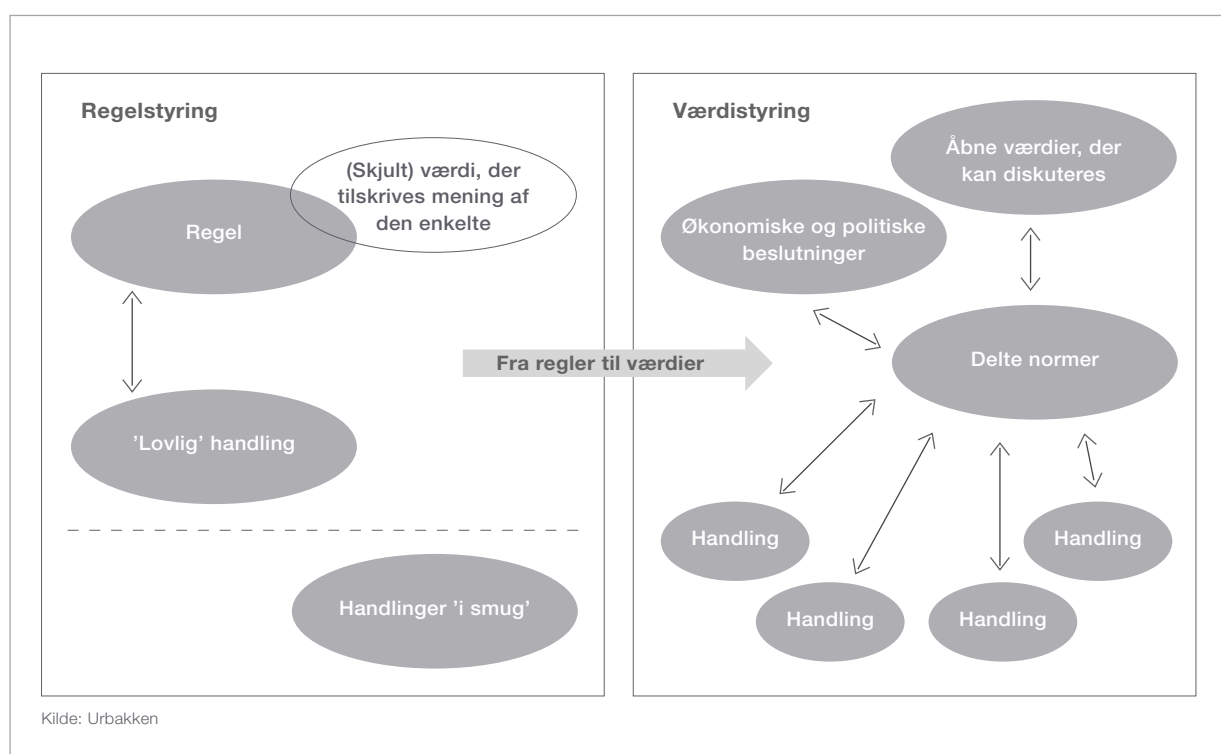 Regelstyring
(Skjult) værdi, der
tilskrives mening af
den enkelte
Regel
’Lovlig’ handling
Handlinger ’i smug’
Fra regler til værdier
Værdistyring
Åbne værdier, der
kan diskuteres
Økonomiske og politiske
beslutninger
Delte normer
Handling
Handling
Handling
Handling
Kilde: Urbakken